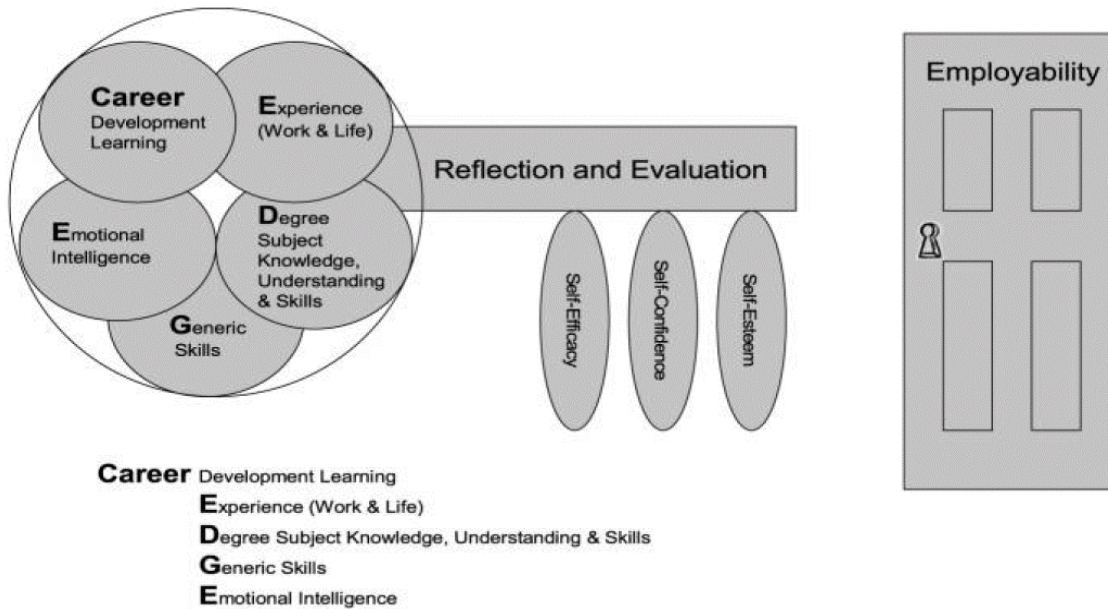 Career
Development
Learning
Experience
(Work & Life)
Emotional
Intelligence
Degree
Subject
Knowledge,
Understanding
& Skills
Generic
Skills
Reflection and Evaluation
Self-Efficacy
Self-Confidence
Self-Esteem
Employability
Career Development Learning
Experience (Work & Life)
Degree Subject Knowledge, Understanding & Skills
Generic Skills
Emotional Intelligence